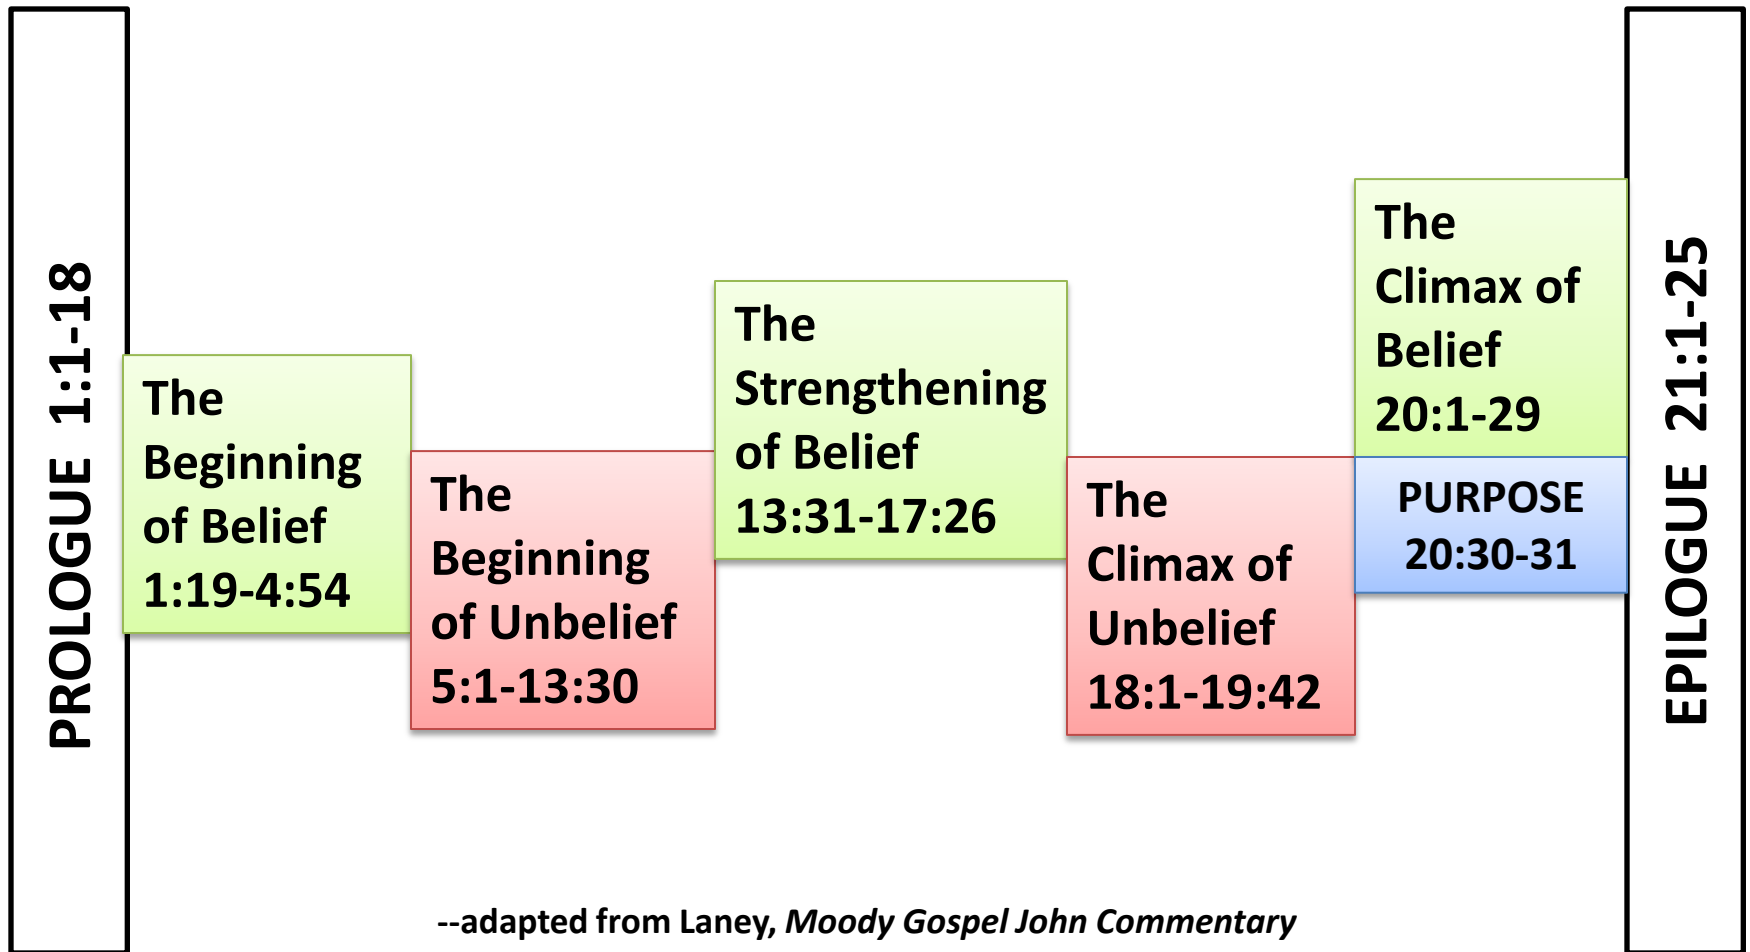 PROLOGUE 1:1-18
The
Beginning
of Belief
1:19-4:54
The
Beginning
of Unbelief
5:1-13:30
The
Strengthening
of Belief
13:31-17:26
The
Climax of
Unbelief
18:1-19:42
The
Climax of
Belief
20:1-29
PURPOSE
20:30-31
EPILOGUE 21:1-25
--adapted from Laney, Moody Gospel John Commentary